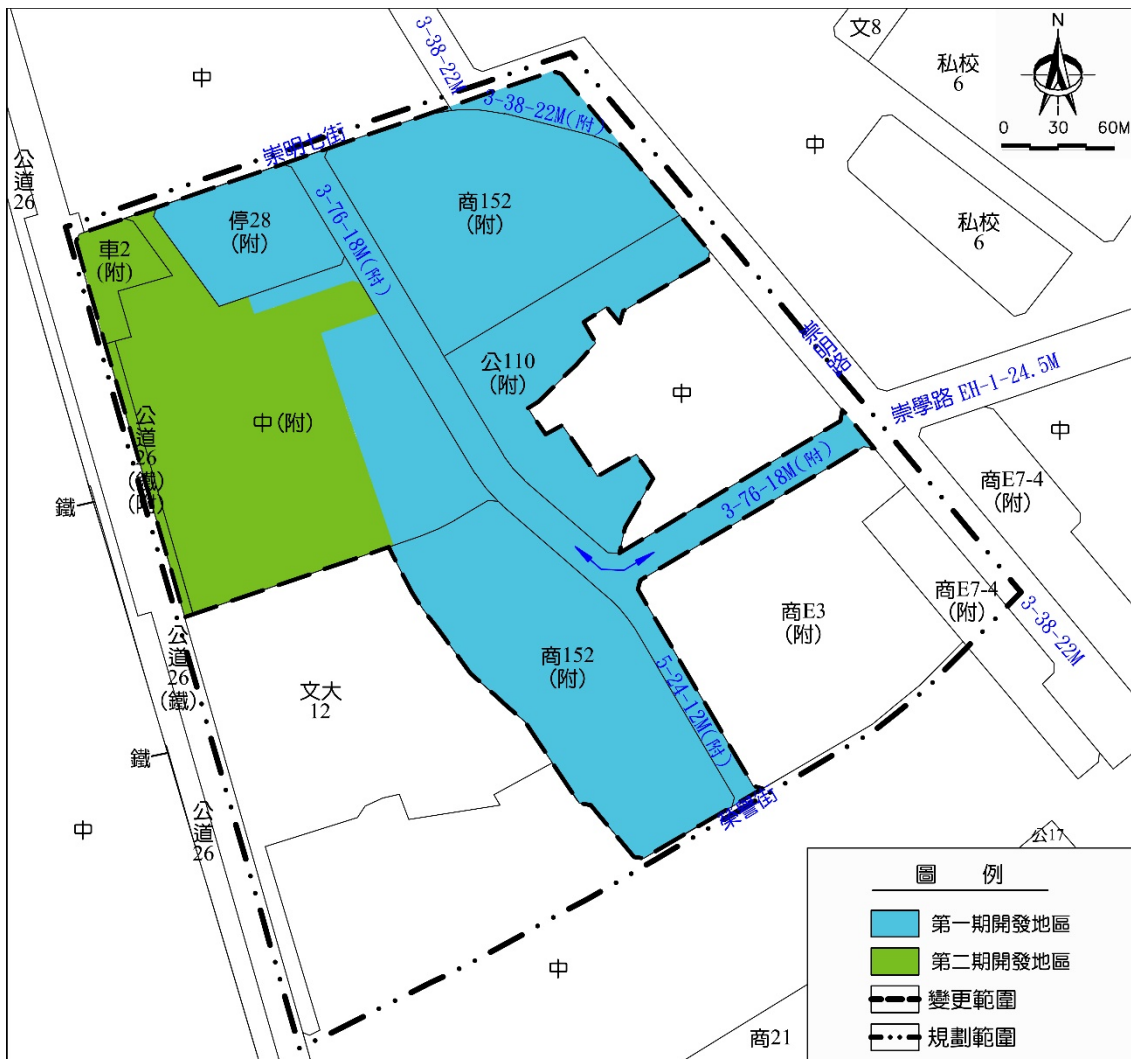 3-38-22M
文8
私校
6
N
0 30 60M
中
公道
26
崇明七街
3-38-22M(附)
中
停28
(附)
3-76-18M(附)
商152
(附)
私校
6
車2
(附)
公110
(附)
崇明路
中
崇學路 EH-1-24.5M
中
公道
26
(鐵)
(附)
中(附)
3-76-18M(附)
商E7-4
(附)
鐵
商E3
(附)
商E7-4
(附)
3-38-22M
公道
26
(鐵)
文大
12
商152
(附)
5-24-12M(附)
鐵
公道
26
中
崇譽街
公17
中
商21
圖 例
第一期開發地區
第二期開發地區
變更範圍
規劃範圍